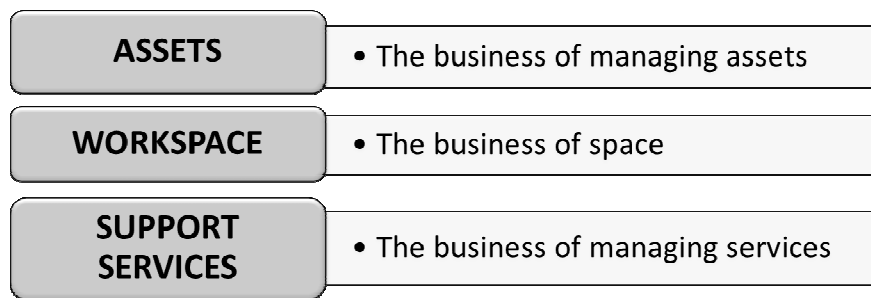 ASSETS
• The business of managing assets
WORKSPACE
• The business of space
SUPPORT
SERVICES
• The business of managing services